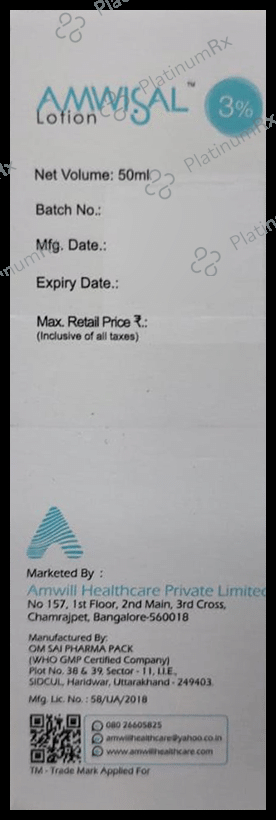 AMWISAL™
Lotion
3%
Net Volume: 50ml
Batch No.:
Mfg. Date.:
Expiry Date.:
Max. Retail Price ₹.:
(Inclusive of all taxes)
Marketed By :
Amwill Healthcare Private Limited
No 157, 1st Floor, 2nd Main, 3rd Cross,
Chamrajpet, Bangalore-560018
Manufactured By:
OM SAI PHARMA PACK
(WHO GMP Certified Company)
Plot No. 38 & 39, Sector - 11, I.I.E.,
SIDCUL, Haridwar, Uttarakhand - 249403.
Mfg. Lic. No. : 58/UA/2018
080 26605825
amwillhealthcare@yahoo.co.in
www.amwillhealthcare.com
TM - Trade Mark Applied For
PlatinumRx
PlatinumRx
PlatinumRx
PlatinumRx